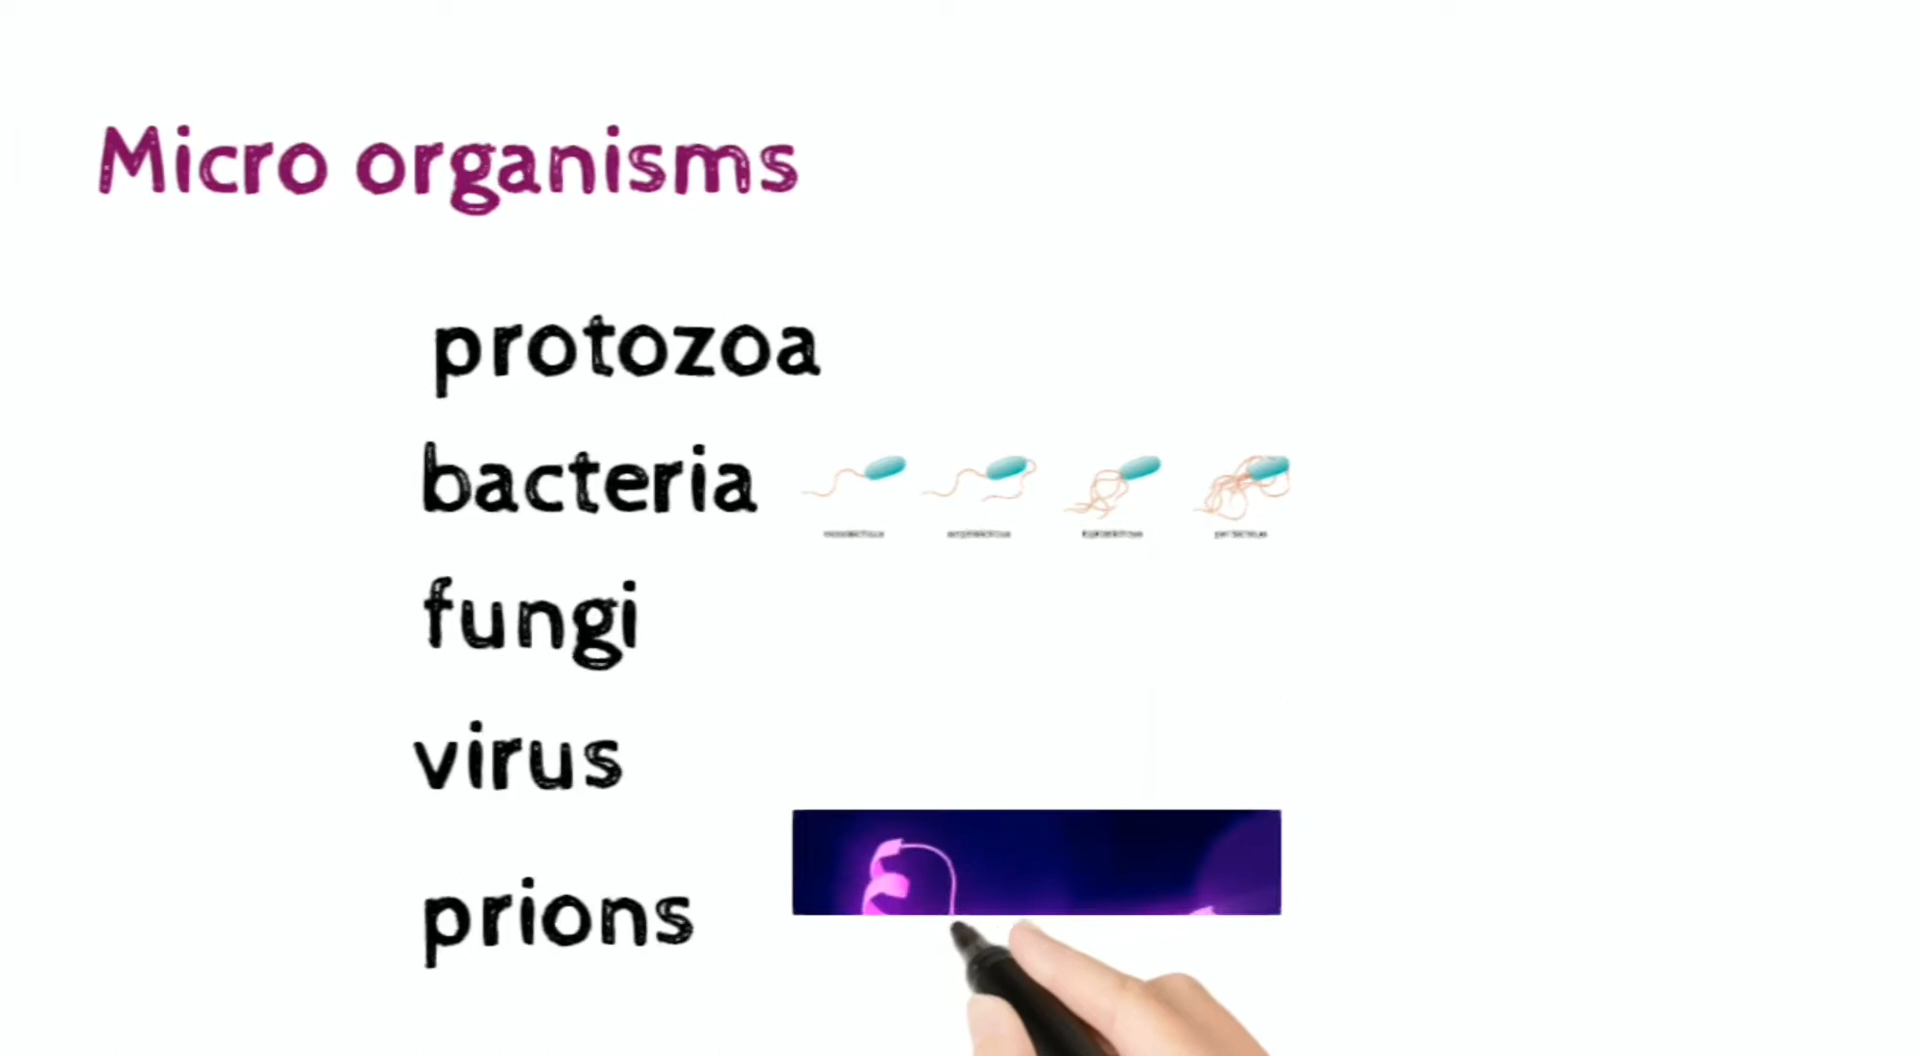 Micro organisms
protozoa
bacteria
fungi
virus
prions